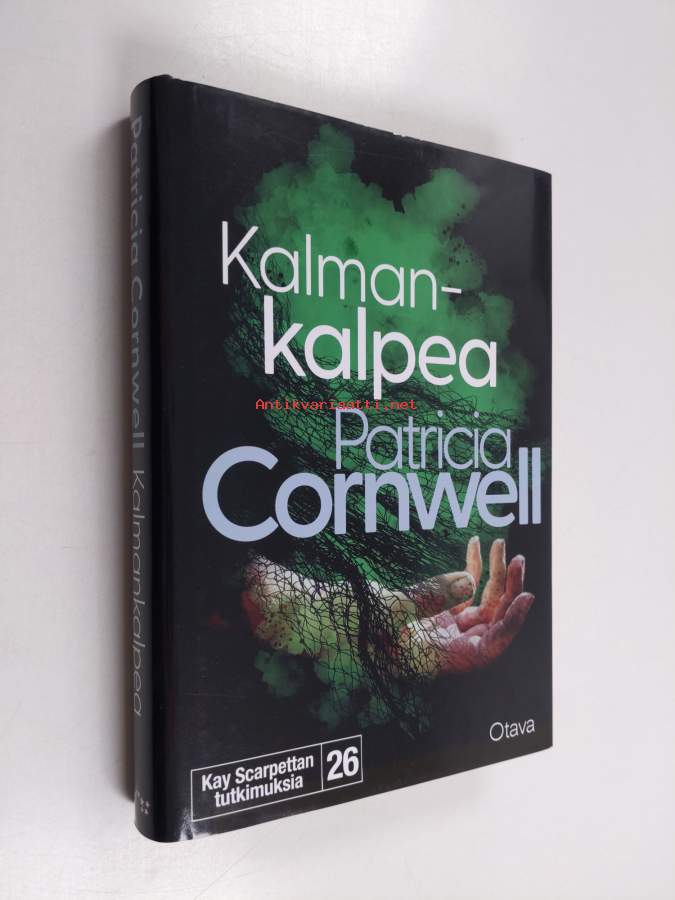 Patricia Cornwell Kalmankalpea
Kalman-
kalpea
Antikvariaatti.net
Patricia
Cornwell
Otava
Kay Scarpettan
tutkimuksia
26